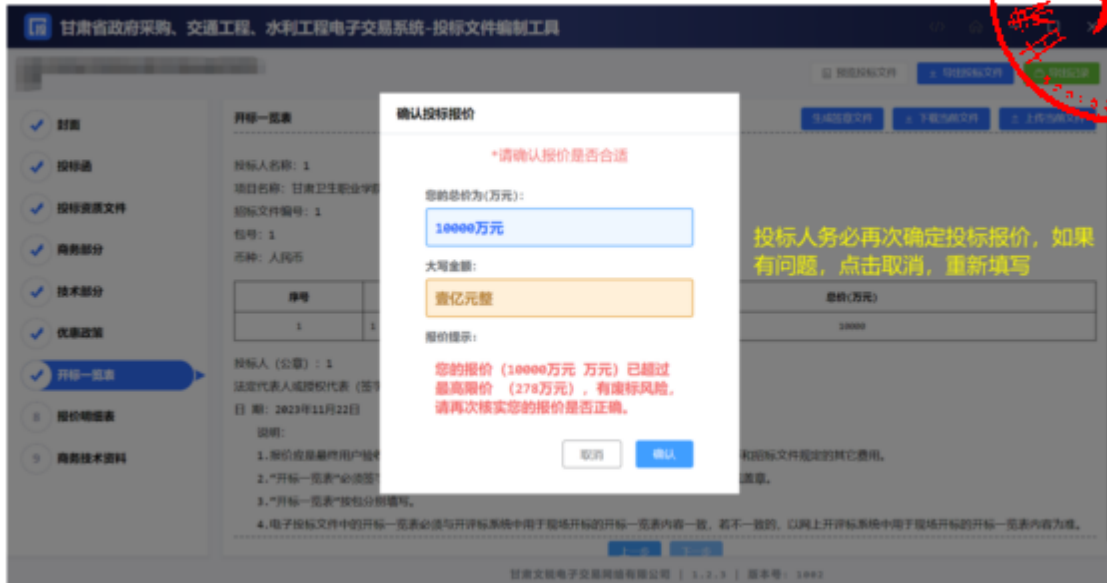 甘肃省政府采购、交通工程、水利工程电子交易系统-投标文件编制工具
预览投标文件
导出投标文件
导出记录
封面
投标函
投标资质文件
商务部分
技术部分
优惠政策
开标一览表
8 报价明细表
9 商务技术资料
开标一览表
生成签章文件
下载当前文件
上传当前文件
投标人名称: 1
项目名称: 甘肃卫生职业学院
招标文件编号: 1
包号: 1
币种: 人民币
序号
总价(万元)
1
1
10000
投标人 (公章) : 1
法定代表人或授权代表 (签字
日 期: 2023年11月22日
说明:
1.报价应是最终用户验收
和招标文件规定的其它费用。
2."开标一览表"必须签字
盖章。
3."开标一览表"按包分别填写。
4.电子投标文件中的开标一览表必须与开评标系统中用于现场开标的开标一览表内容一致, 若不一致的, 以网上开评标系统中用于现场开标的开标一览表内容为准。
上一步
下一步
确认投标报价
*请确认报价是否合适
您的总价为(万元):
10000万元
大写金额:
壹亿元整
报价提示:
您的报价 (10000万元 万元) 已超过
最高限价 (278万元) , 有废标风险,
请再次核实您的报价是否正确。
取消
确认
投标人务必再次确定投标报价, 如果
有问题, 点击取消, 重新填写
甘肃文锐电子交易网络有限公司 | 1.2.3 | 版本号: 1002